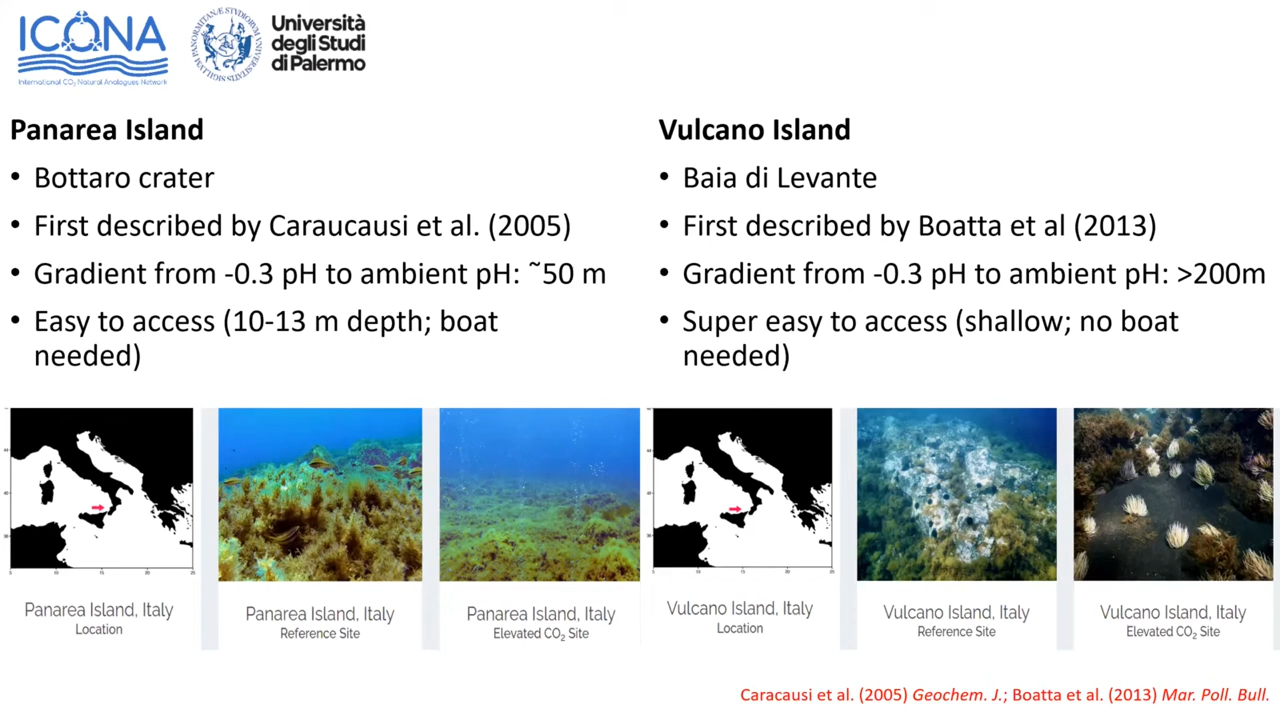 ICONA
International CO₂ Natural Analogues Network
Università
degli Studi
di Palermo
Panarea Island
• Bottaro crater
• First described by Caraucausi et al. (2005)
• Gradient from -0.3 pH to ambient pH: ˜50 m
• Easy to access (10-13 m depth; boat
needed)
Vulcano Island
• Baia di Levante
• First described by Boatta et al (2013)
• Gradient from -0.3 pH to ambient pH: >200m
• Super easy to access (shallow; no boat
needed)
Panarea Island, Italy
Location
Panarea Island, Italy
Reference Site
Panarea Island, Italy
Elevated CO₂ Site
Vulcano Island, Italy
Location
Vulcano Island, Italy
Reference Site
Vulcano Island, Italy
Elevated CO₂ Site
Caracausi et al. (2005) Geochem. J.; Boatta et al. (2013) Mar. Poll. Bull.